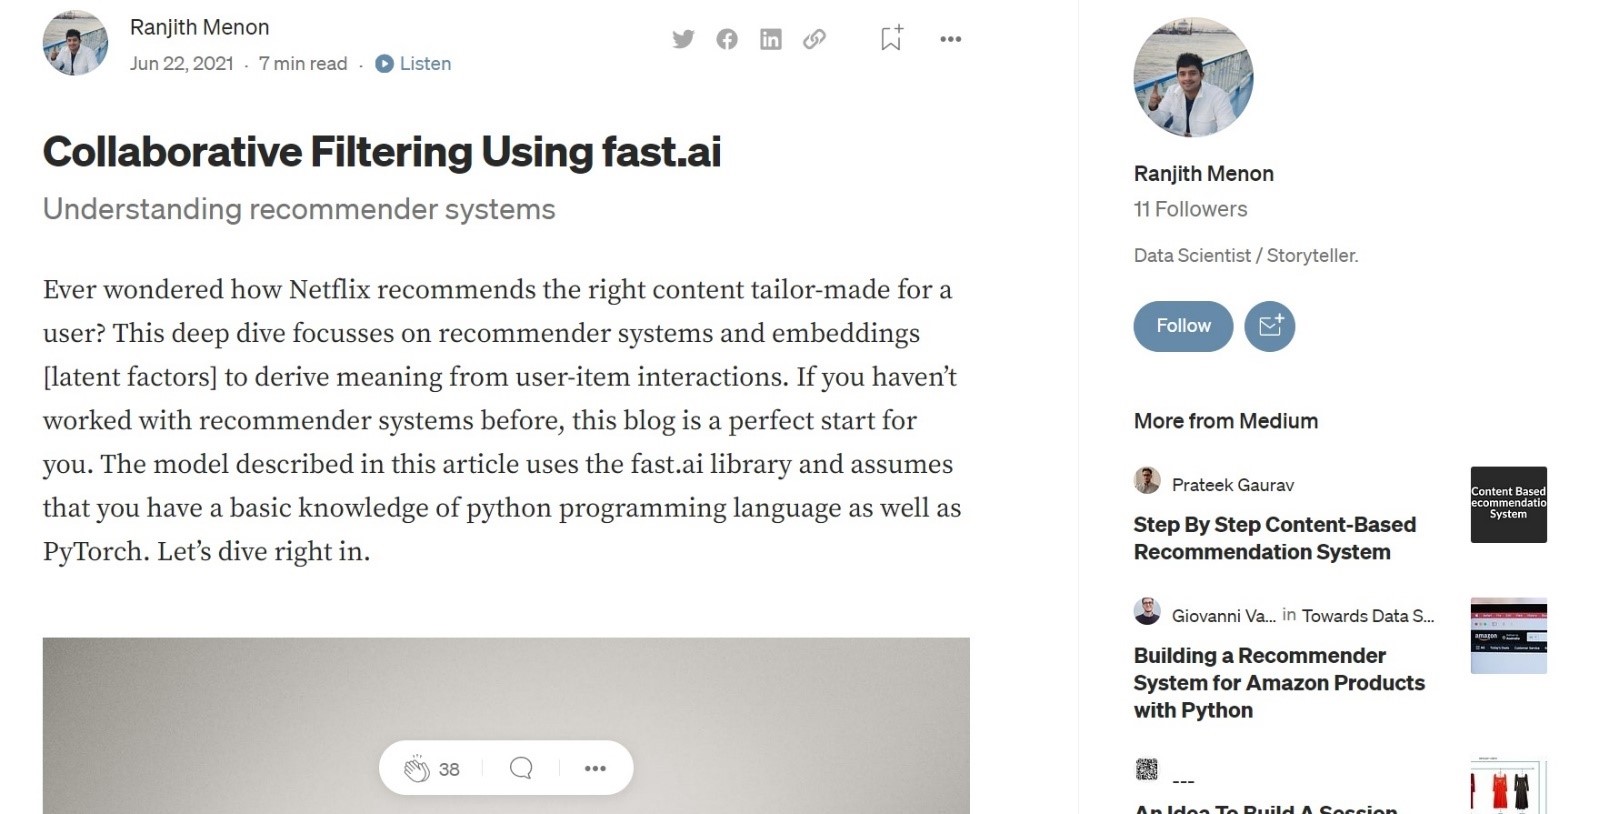 Ranjith Menon
Jun 22, 2021 · 7 min read · Listen
Collaborative Filtering Using fast.ai
Understanding recommender systems
Ever wondered how Netflix recommends the right content tailor-made for a
user? This deep dive focusses on recommender systems and embeddings
[latent factors] to derive meaning from user-item interactions. If you haven’t
worked with recommender systems before, this blog is a perfect start for
you. The model described in this article uses the fast.ai library and assumes
that you have a basic knowledge of python programming language as well as
PyTorch. Let’s dive right in.
38
Ranjith Menon
11 Followers
Data Scientist / Storyteller.
Follow
More from Medium
Prateek Gaurav
Step By Step Content-Based
Recommendation System
Content Based
ecommendatio
System
Giovanni Va... in Towards Data S...
Building a Recommender
System for Amazon Products
with Python
amazon
---
An Idea To Build A Session